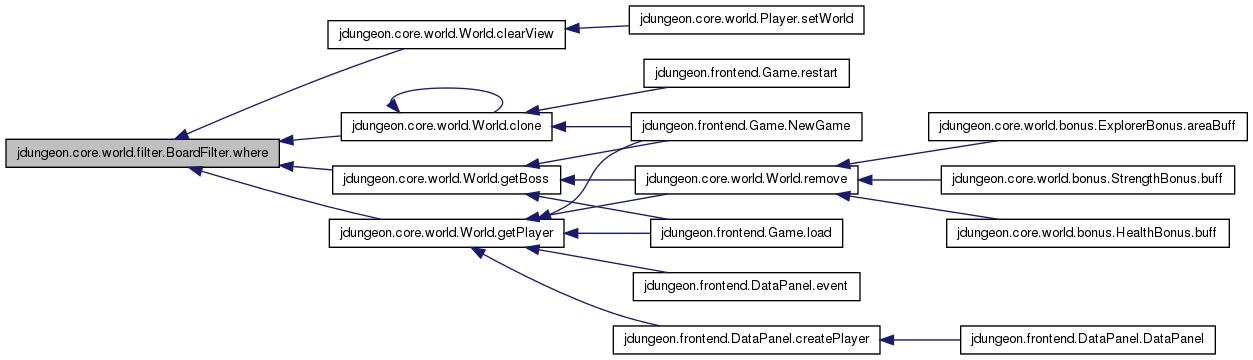 jdungeon.core.world.filter.BoardFilter.where
jdungeon.core.world.World.clearView
jdungeon.core.world.Player.setWorld
jdungeon.core.world.World.clone
jdungeon.frontend.Game.restart
jdungeon.frontend.Game.NewGame
jdungeon.core.world.World.getBoss
jdungeon.core.world.World.remove
jdungeon.core.world.bonus.ExplorerBonus.areaBuff
jdungeon.core.world.bonus.StrengthBonus.buff
jdungeon.core.world.bonus.HealthBonus.buff
jdungeon.core.world.World.getPlayer
jdungeon.frontend.Game.load
jdungeon.frontend.DataPanel.event
jdungeon.frontend.DataPanel.createPlayer
jdungeon.frontend.DataPanel.DataPanel